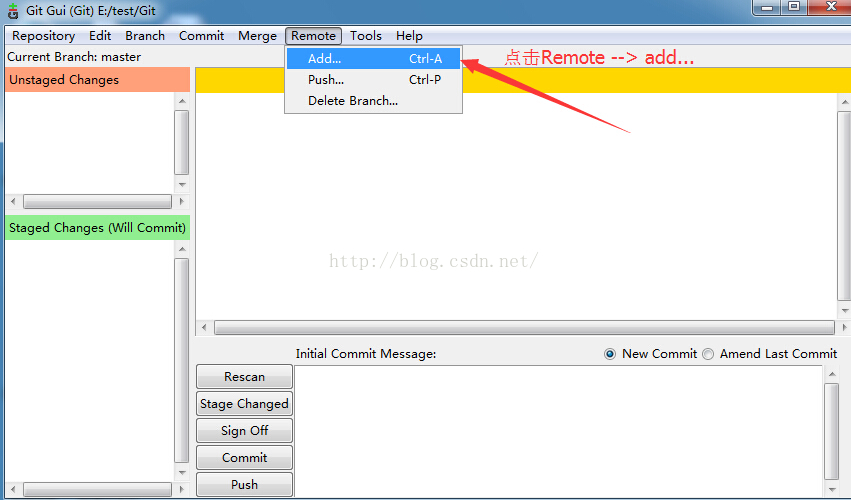 Git Gui (Git) E:/test/Git
Repository Edit Branch Commit Merge Remote Tools Help
Current Branch: master
Add... Ctrl-A
点击Remote --> add...
Unstaged Changes
Push... Ctrl-P
Delete Branch...
Staged Changes (Will Commit)
http://blog.csdn.net/
Initial Commit Message:
New Commit
Amend Last Commit
Rescan
Stage Changed
Sign Off
Commit
Push